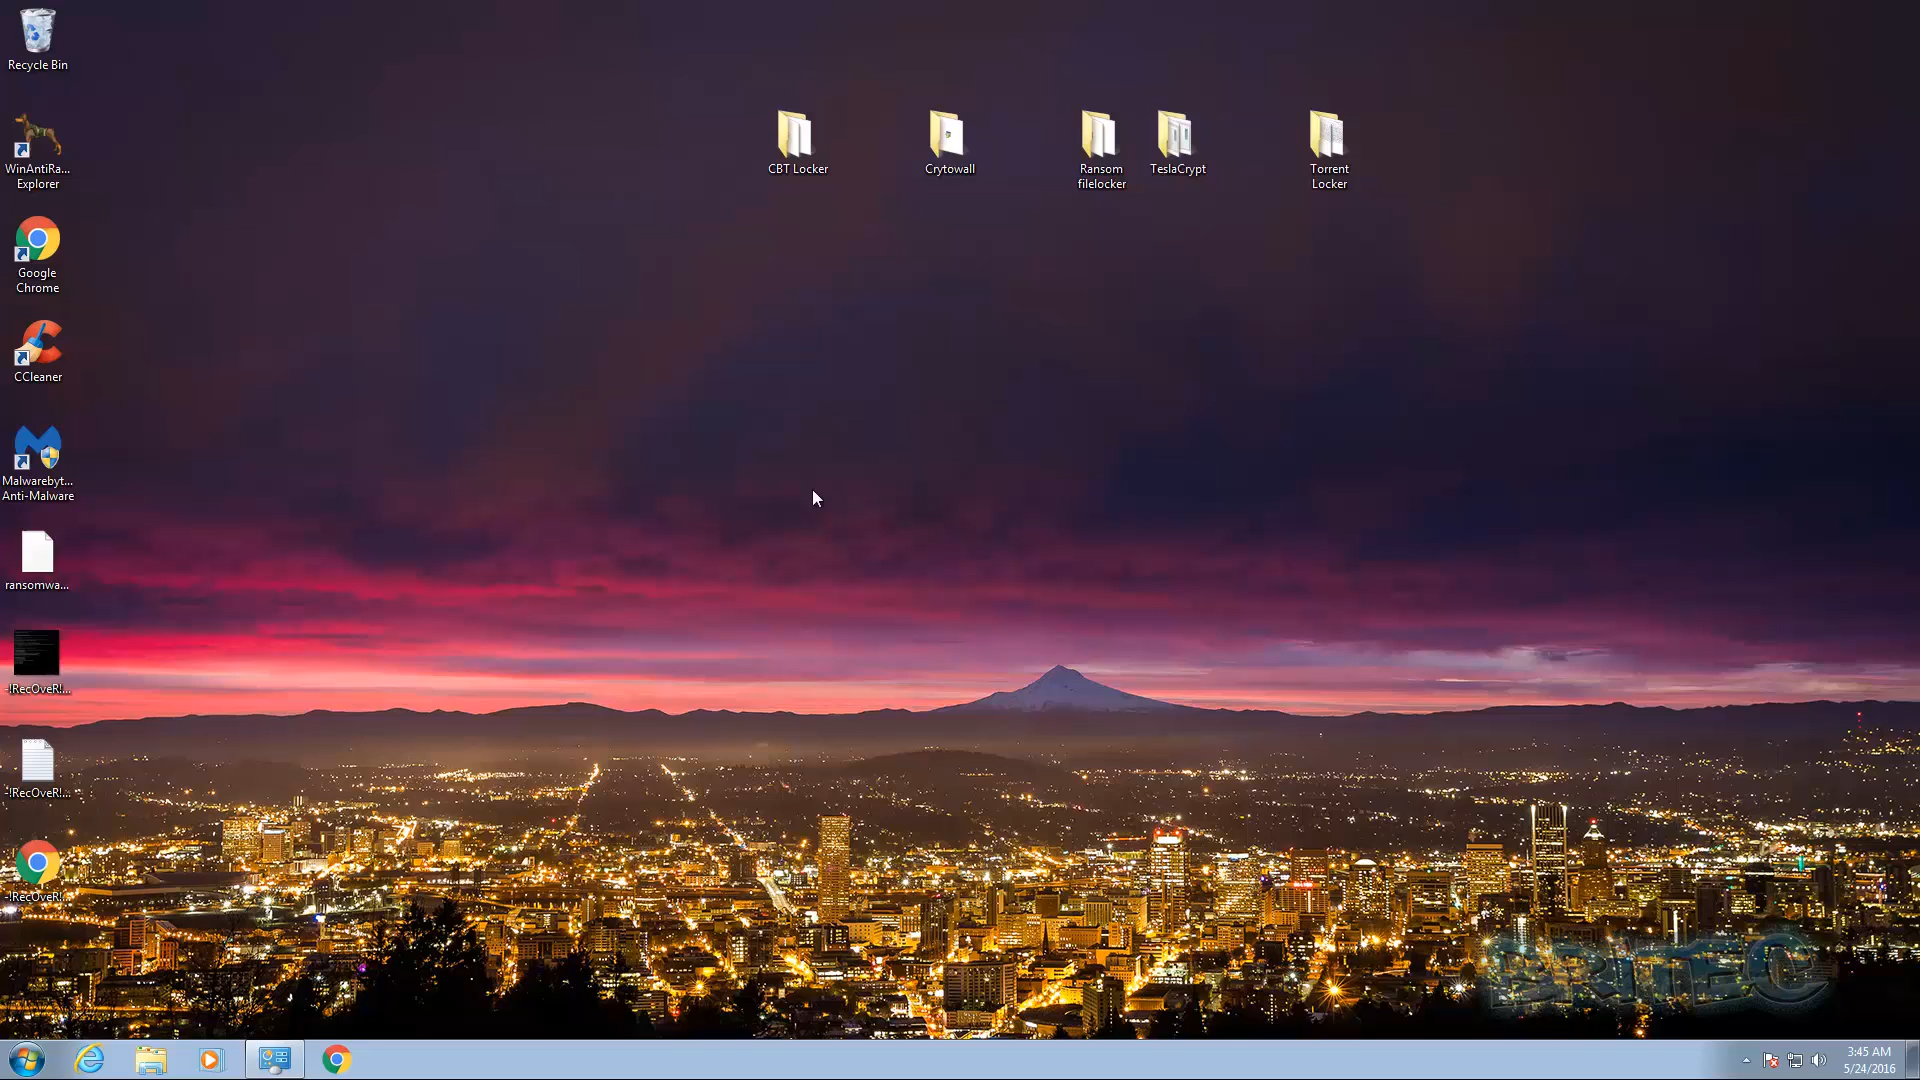 Recycle Bin
WinAntiRa...
Explorer
Google
Chrome
CCleaner
Malwarebyt...
Anti-Malware
ransomwa...
-!RecOveR!...
-!RecOveR!...
-!RecOveR!...
CBT Locker
Crytowall
Ransom
filelocker
TeslaCrypt
Torrent
Locker
BRITEC
3:45 AM
5/24/2016